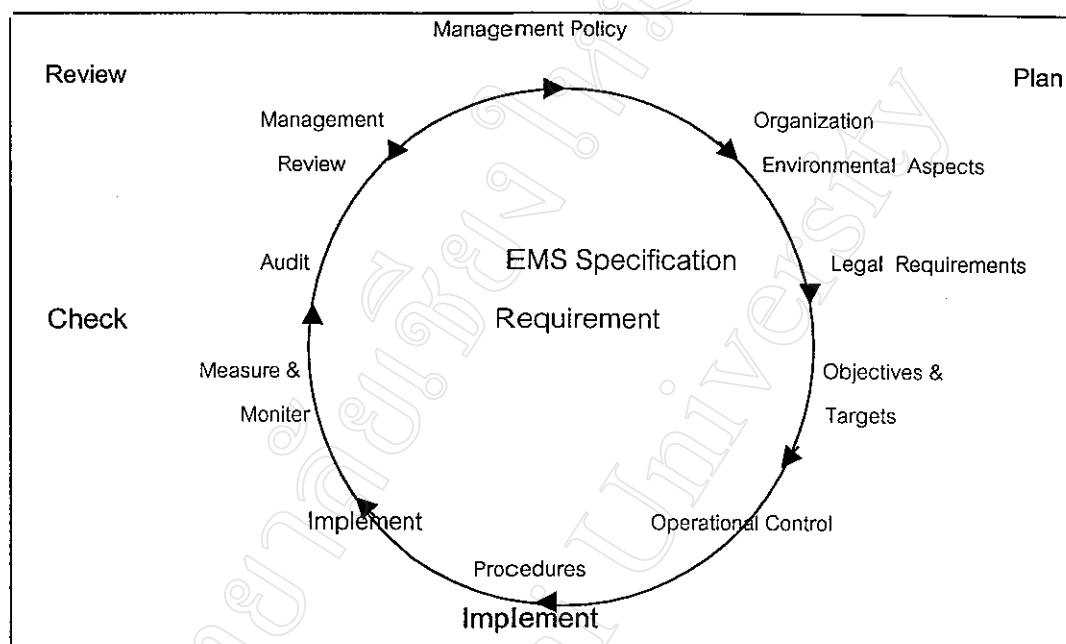 Management Policy
Review
Plan
Management
Review
Organization
Environmental Aspects
Audit
EMS Specification
Requirement
Legal Requirements
Check
Measure &
Moniter
Objectives &
Targets
Implement
Operational Control
Procedures
Implement
University